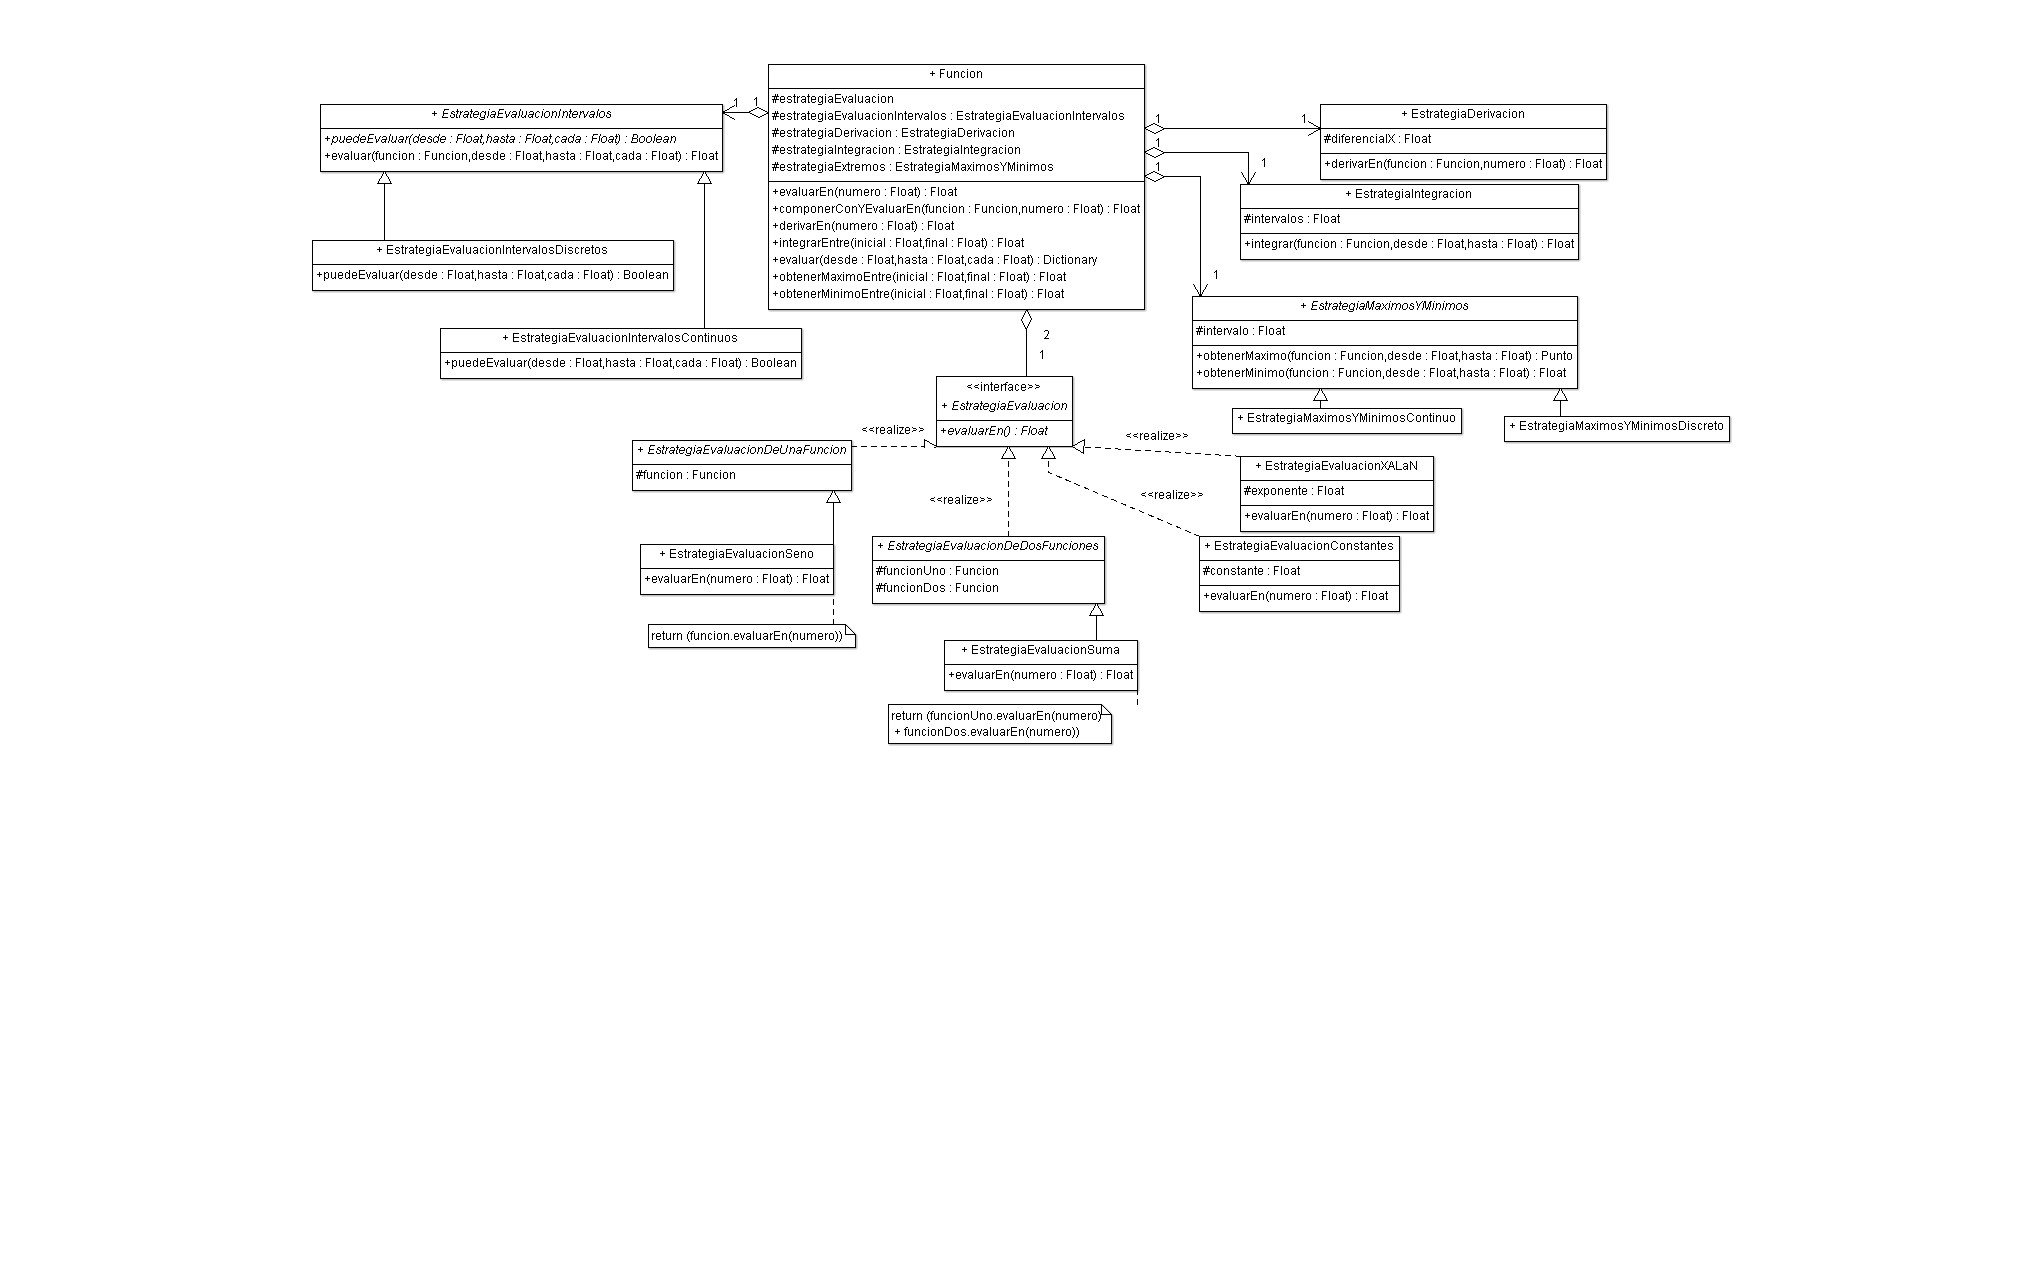 + Funcion
#estrategiaEvaluacion
#estrategiaEvaluacionIntervalos : EstrategiaEvaluacionIntervalos
#estrategiaDerivacion : EstrategiaDerivacion
#estrategiaIntegracion : EstrategiaIntegracion
#estrategiaExtremos : EstrategiaMaximosYMinimos
+evaluarEn(numero : Float) : Float
+componerConYEvaluarEn(funcion : Funcion,numero : Float) : Float
+derivarEn(numero : Float) : Float
+integrarEntre(inicial : Float,final : Float) : Float
+evaluar(desde : Float,hasta : Float,cada : Float) : Dictionary
+obtenerMaximoEntre(inicial : Float,final : Float) : Float
+obtenerMinimoEntre(inicial : Float,final : Float) : Float
1
1
+ EstrategiaEvaluacionIntervalos
+puedeEvaluar(desde : Float,hasta : Float,cada : Float) : Boolean
+evaluar(funcion : Funcion,desde : Float,hasta : Float,cada : Float) : Float
+ EstrategiaEvaluacionIntervalosDiscretos
+puedeEvaluar(desde : Float,hasta : Float,cada : Float) : Boolean
+ EstrategiaEvaluacionIntervalosContinuos
+puedeEvaluar(desde : Float,hasta : Float,cada : Float) : Boolean
1
1
+ EstrategiaDerivacion
#diferencialX : Float
+derivarEn(funcion : Funcion,numero : Float) : Float
1
1
+ EstrategiaIntegracion
#intervalos : Float
+integrar(funcion : Funcion,desde : Float,hasta : Float) : Float
1
1
+ EstrategiaMaximosYMinimos
#intervalo : Float
+obtenerMaximo(funcion : Funcion,desde : Float,hasta : Float) : Punto
+obtenerMinimo(funcion : Funcion,desde : Float,hasta : Float) : Float
+ EstrategiaMaximosYMinimosContinuo
+ EstrategiaMaximosYMinimosDiscreto
2
1
<<interface>>
+ EstrategiaEvaluacion
+evaluarEn() : Float
<<realize>>
<<realize>>
<<realize>>
<<realize>>
+ EstrategiaEvaluacionDeUnaFuncion
#funcion : Funcion
+ EstrategiaEvaluacionXALaN
#exponente : Float
+evaluarEn(numero : Float) : Float
+ EstrategiaEvaluacionSeno
+evaluarEn(numero : Float) : Float
+ EstrategiaEvaluacionDeDosFunciones
#funcionUno : Funcion
#funcionDos : Funcion
+ EstrategiaEvaluacionConstantes
#constante : Float
+evaluarEn(numero : Float) : Float
return (funcion.evaluarEn(numero))
+ EstrategiaEvaluacionSuma
+evaluarEn(numero : Float) : Float
return (funcionUno.evaluarEn(numero)
+ funcionDos.evaluarEn(numero))